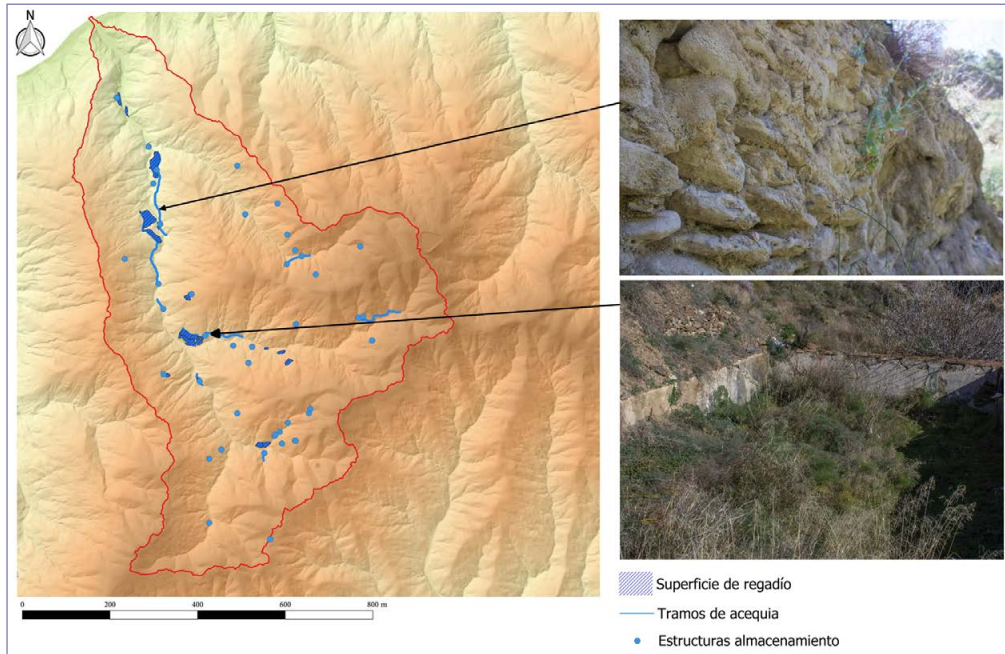 N
0 200 400 600 800 m
Superficie de regadío
Tramos de acequia
Estructuras almacenamiento